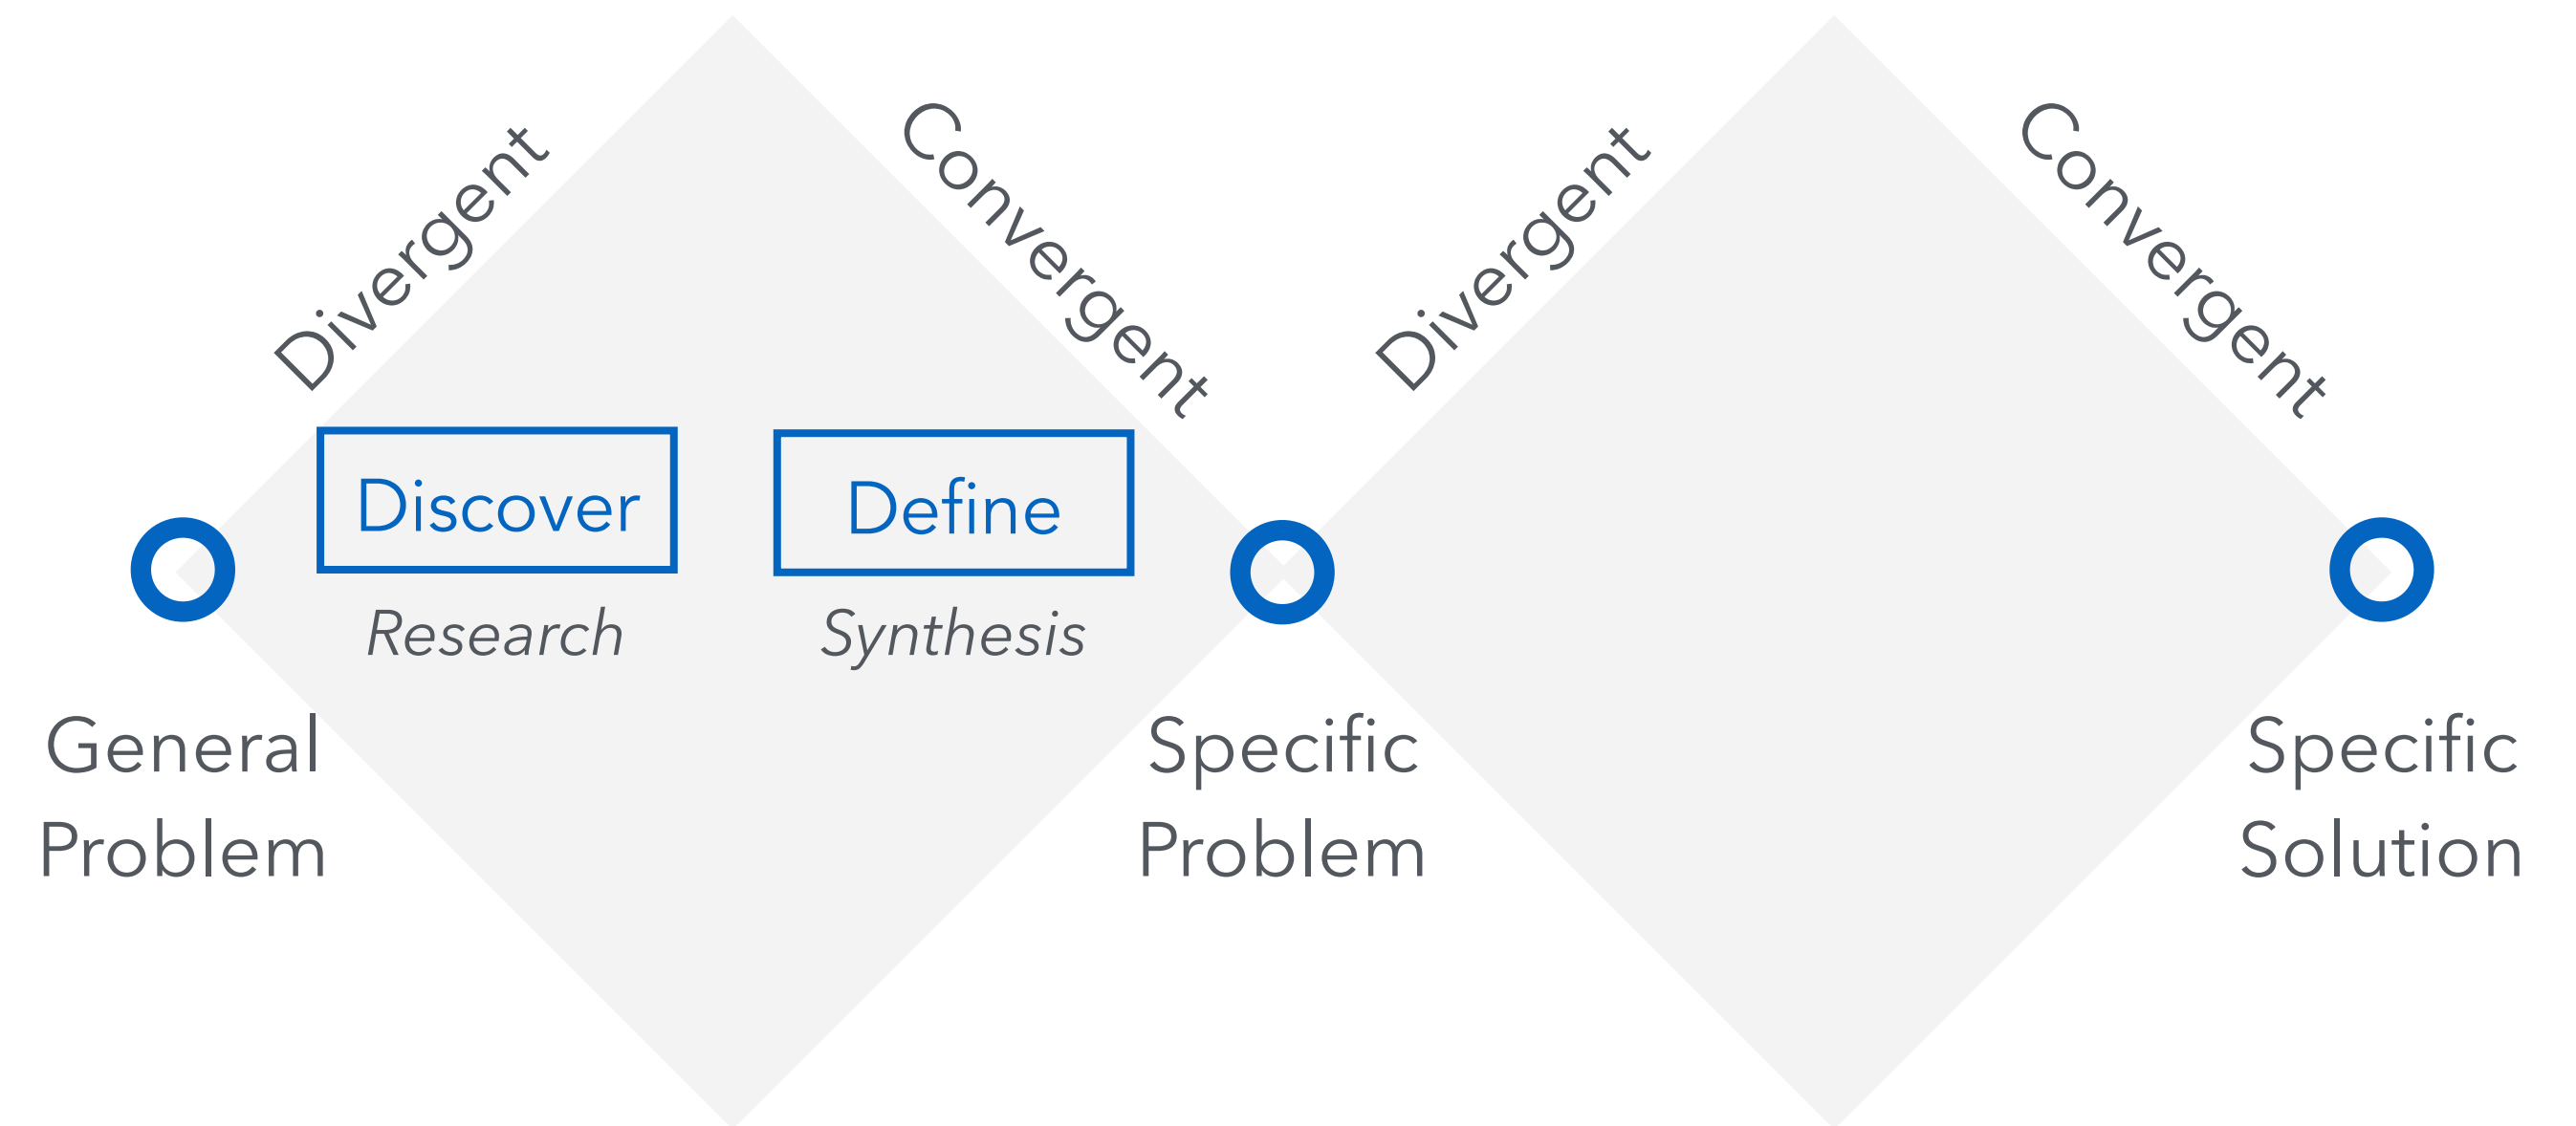 Divergent
Convergent
Divergent
Convergent
Discover
Define
Research
Synthesis
General
Problem
Specific
Problem
Specific
Solution